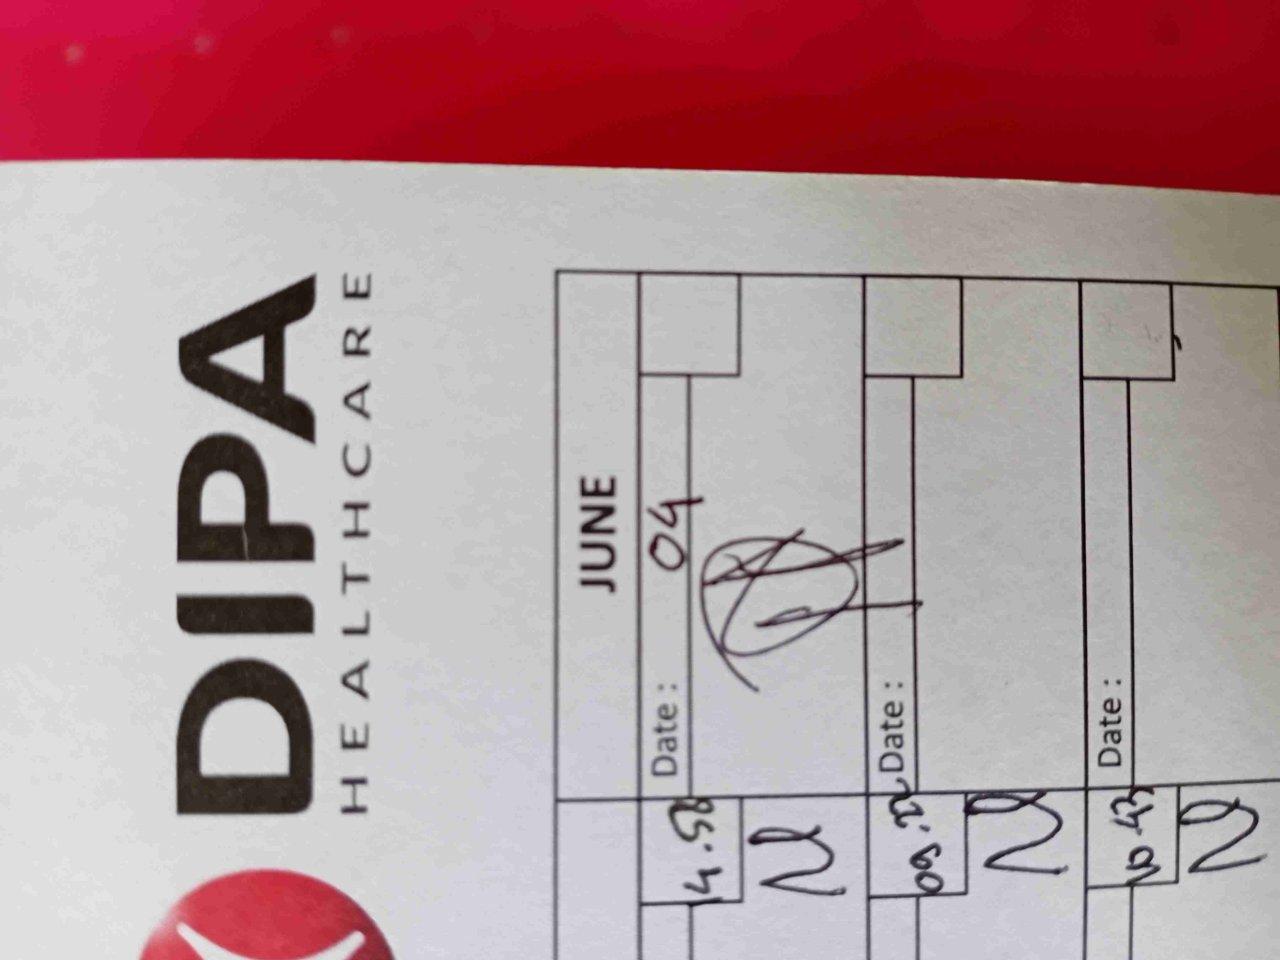 DIPA
HEALTHCARE
JUNE
Date : 04
14.58
Date :
09.22
Date :
10.43